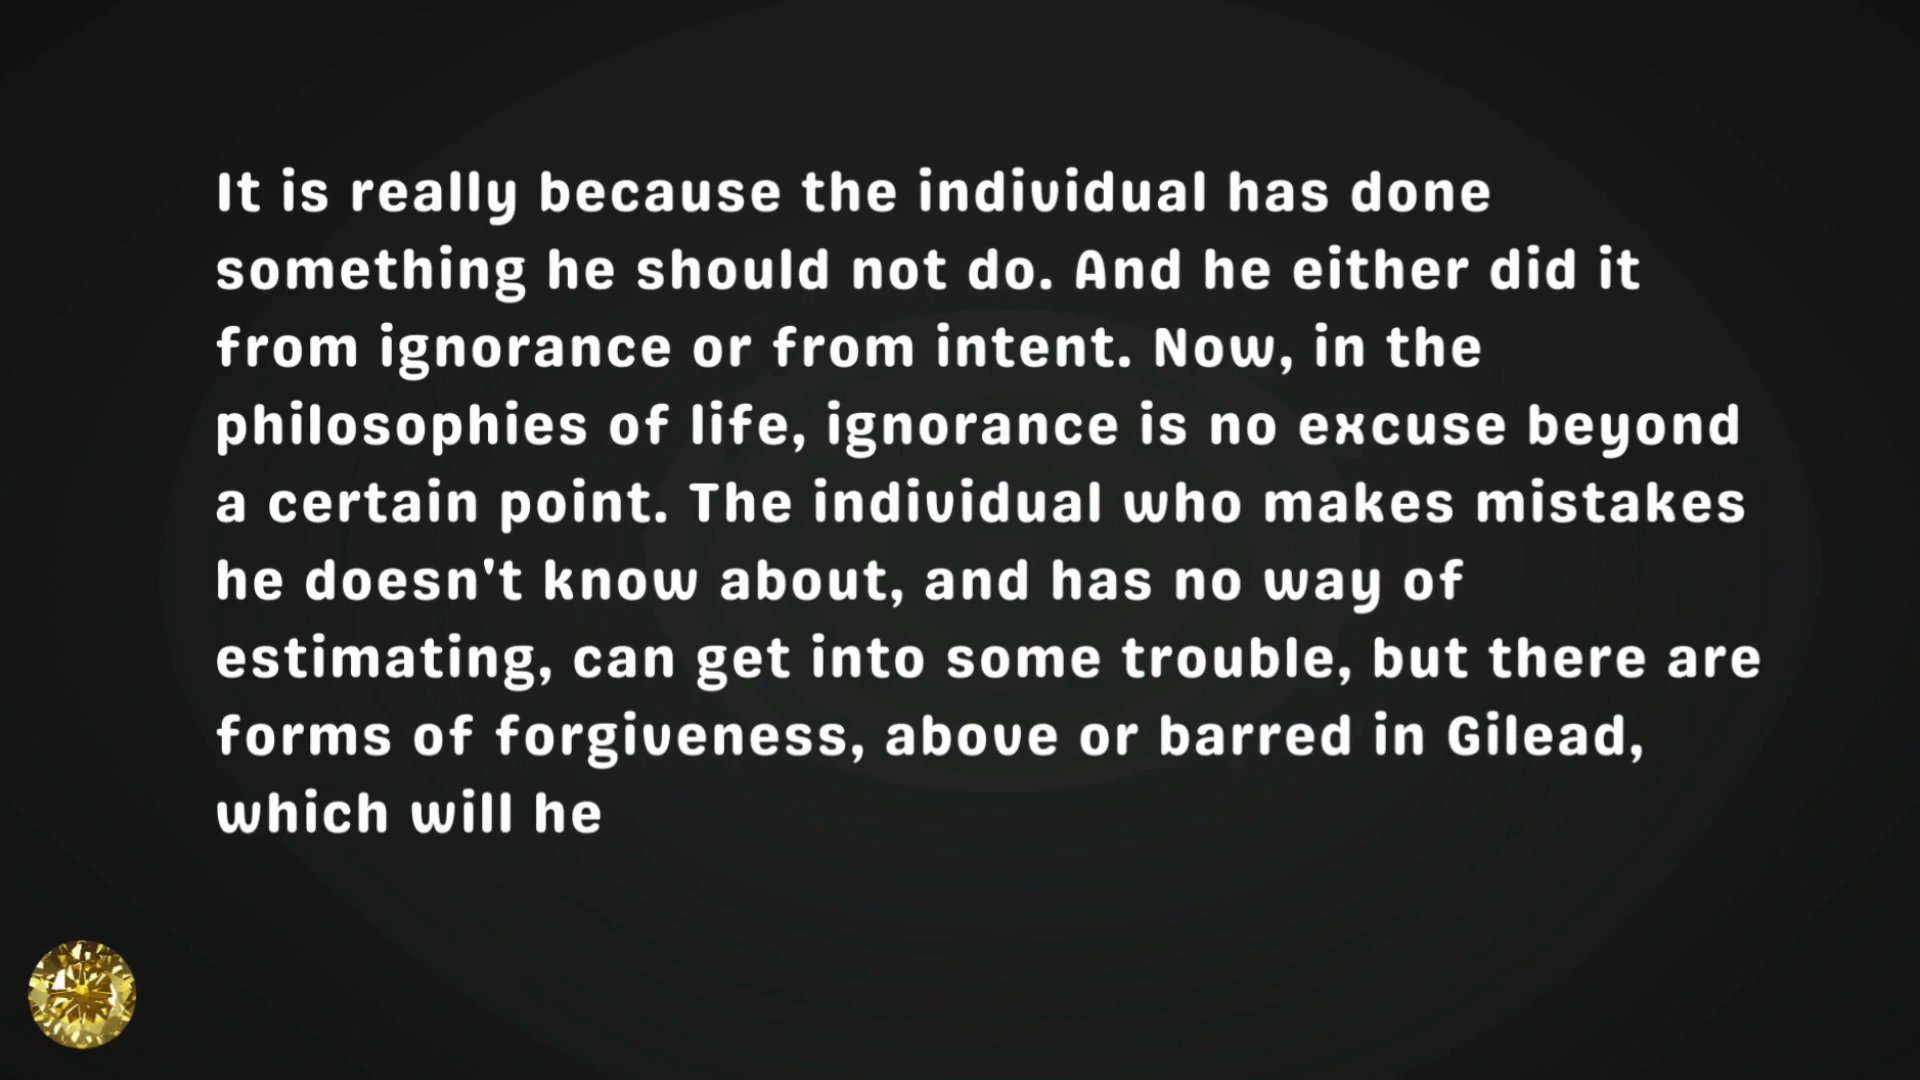 It is really because the individual has done
something he should not do. And he either did it
from ignorance or from intent. Now, in the
philosophies of life, ignorance is no excuse beyond
a certain point. The individual who makes mistakes
he doesn't know about, and has no way of
estimating, can get into some trouble, but there are
forms of forgiveness, above or barred in Gilead,
which will he